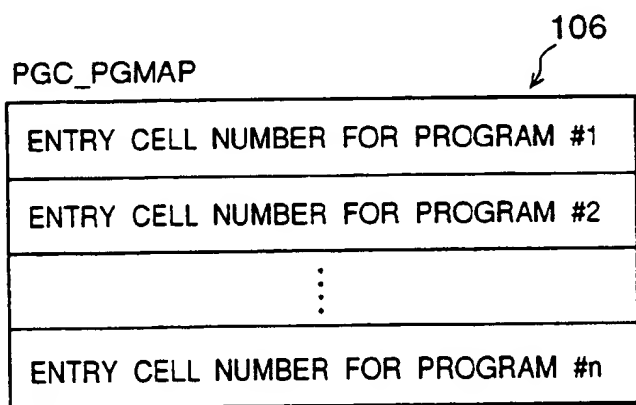 106
PGC_PGMAP
ENTRY CELL NUMBER FOR PROGRAM #1
ENTRY CELL NUMBER FOR PROGRAM #2
⋮
ENTRY CELL NUMBER FOR PROGRAM #n